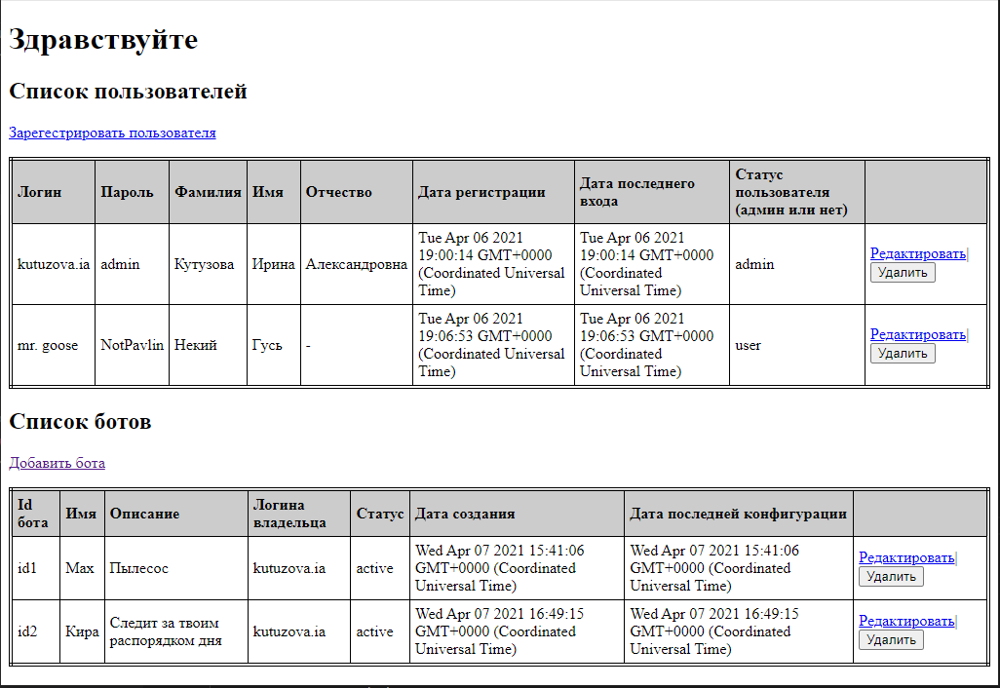 Здравствуйте
Список пользователей
Зарегестрировать пользователя
Логин Пароль Фамилия Имя Отчество Дата регистрации Дата последнего входа Статус пользователя (админ или нет)
kutuzova.ia admin Кутузова Ирина Александровна Tue Apr 06 2021 19:00:14 GMT+0000 (Coordinated Universal Time) Tue Apr 06 2021 19:00:14 GMT+0000 (Coordinated Universal Time) admin Редактировать| Удалить
mr. goose NotPavlin Некий Гусь - Tue Apr 06 2021 19:06:53 GMT+0000 (Coordinated Universal Time) Tue Apr 06 2021 19:06:53 GMT+0000 (Coordinated Universal Time) user Редактировать| Удалить
Список ботов
Добавить бота
Id бота Имя Описание Логина владельца Статус Дата создания Дата последней конфигурации
id1 Max Пылесос kutuzova.ia active Wed Apr 07 2021 15:41:06 GMT+0000 (Coordinated Universal Time) Wed Apr 07 2021 15:41:06 GMT+0000 (Coordinated Universal Time) Редактировать| Удалить
id2 Кира Следит за твоим распорядком дня kutuzova.ia active Wed Apr 07 2021 16:49:15 GMT+0000 (Coordinated Universal Time) Wed Apr 07 2021 16:49:15 GMT+0000 (Coordinated Universal Time) Редактировать| Удалить